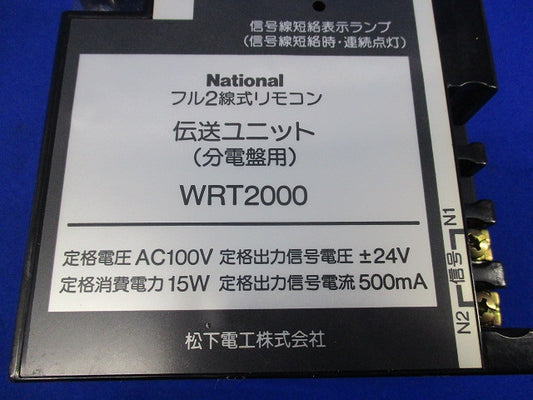 信号線短絡表示ランプ
(信号線短絡時・連続点灯)
National
フル2線式リモコン
伝送ユニット
(分電盤用)
WRT2000
定格電圧 AC100V 定格出力信号電圧 ±24V
定格消費電力 15W 定格出力信号電流 500mA
松下電工株式会社
N1
信号
N2